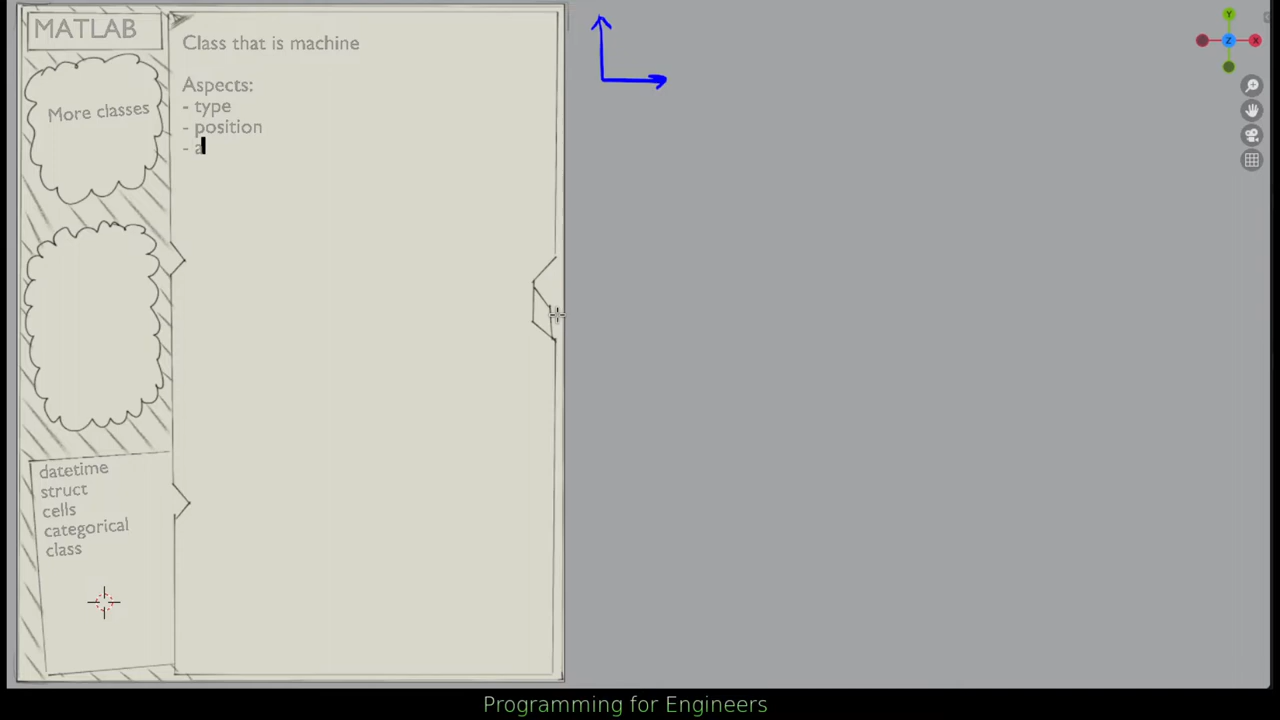 MATLAB
More classes
datetime
struct
cells
categorical
class
Class that is machine
Aspects:
- type
- position
- a
Y
Z
X
Programming for Engineers